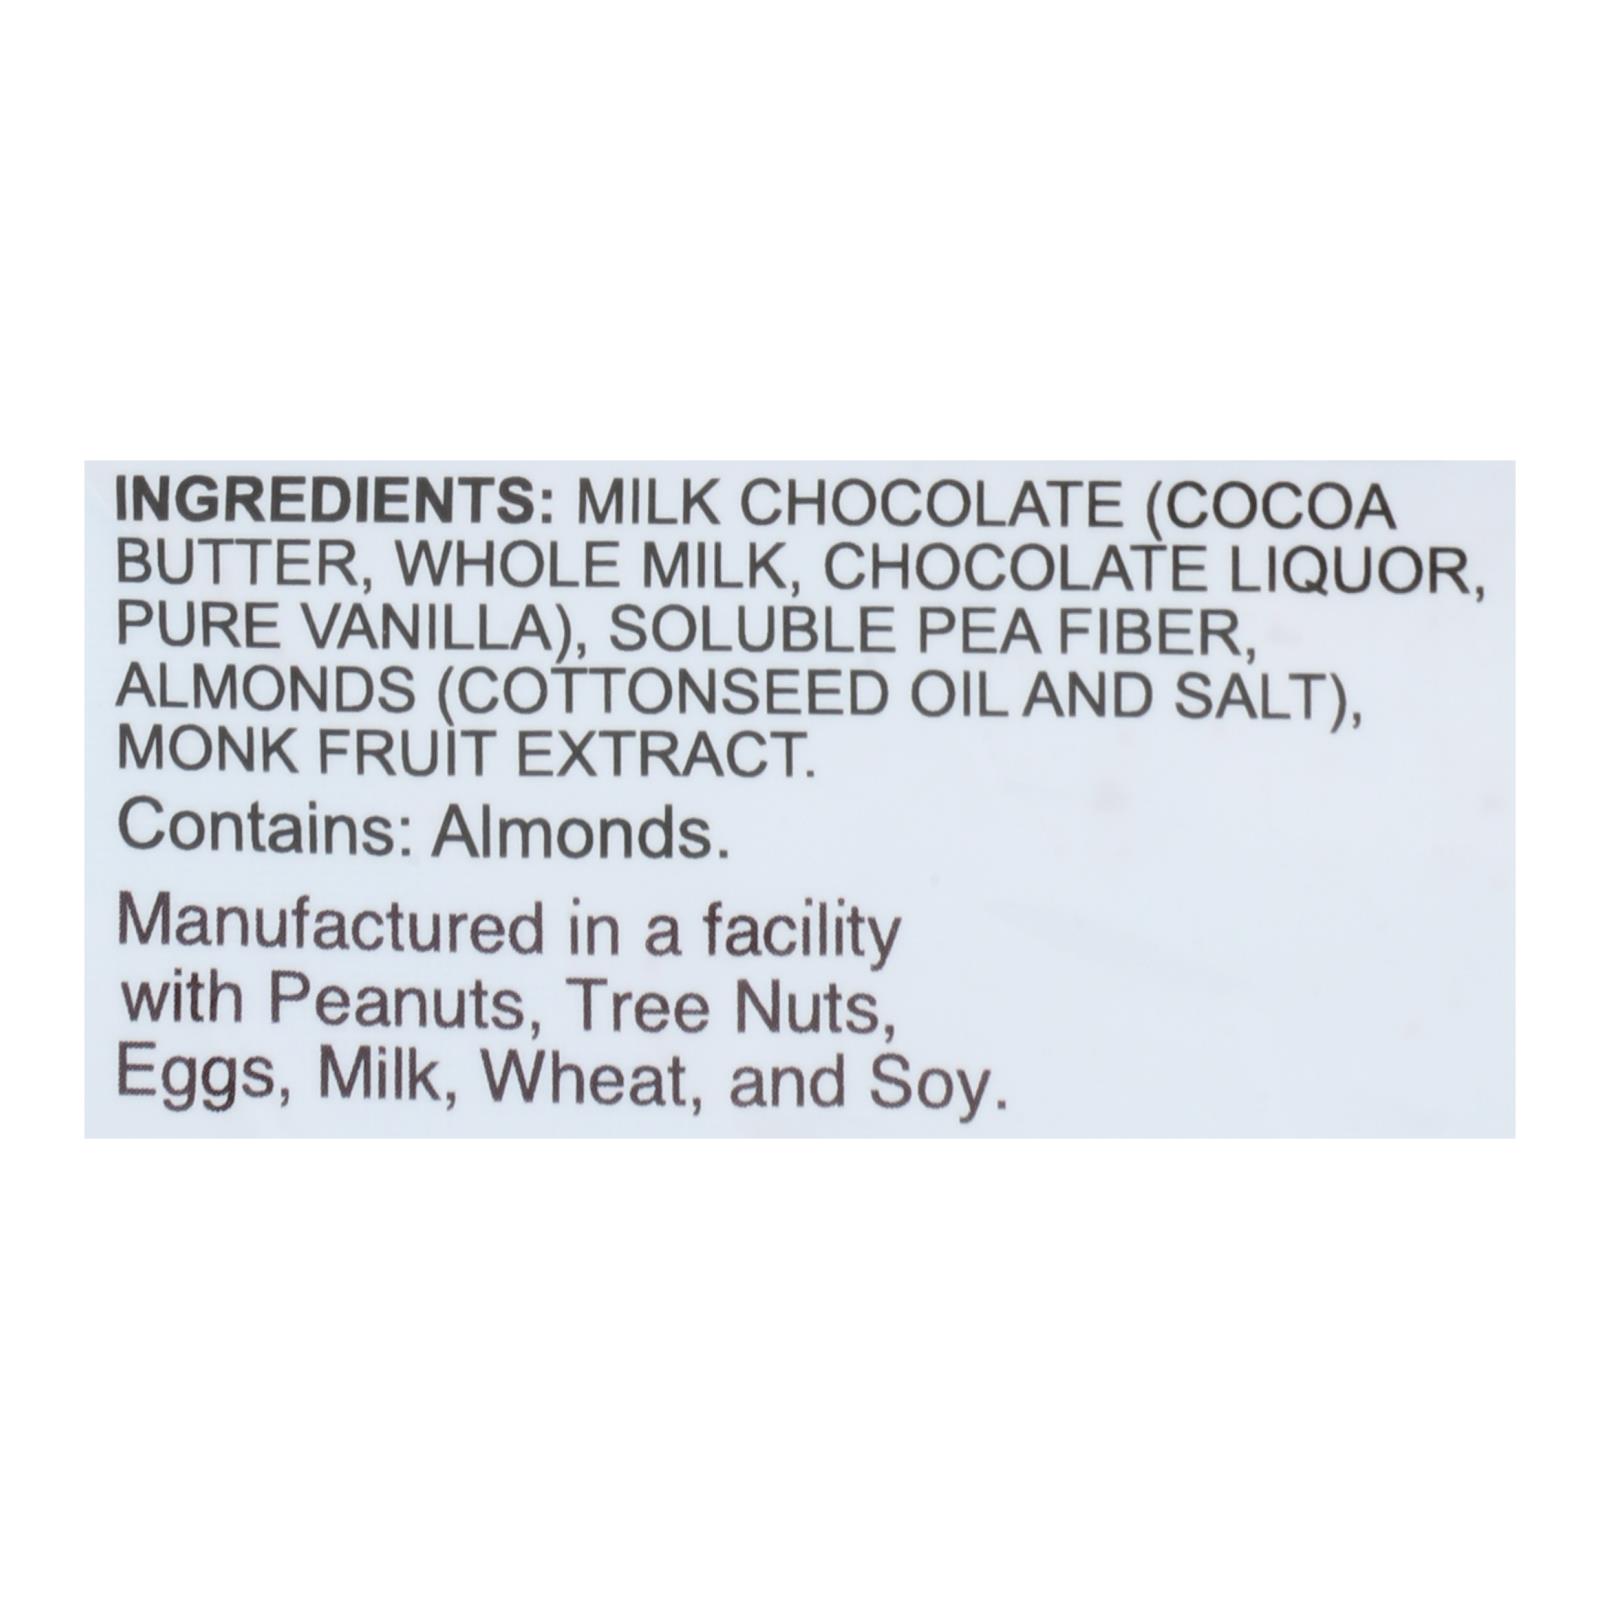 INGREDIENTS: MILK CHOCOLATE (COCOA
BUTTER, WHOLE MILK, CHOCOLATE LIQUOR,
PURE VANILLA), SOLUBLE PEA FIBER,
ALMONDS (COTTONSEED OIL AND SALT),
MONK FRUIT EXTRACT.
Contains: Almonds.
Manufactured in a facility
with Peanuts, Tree Nuts,
Eggs, Milk, Wheat, and Soy.